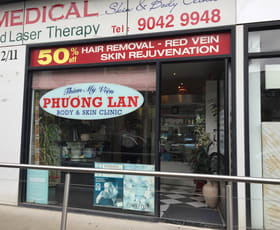 MEDICAL Skin & Body Clinic
d Laser Therapy Tel: 9042 9948
2/11
50% off HAIR REMOVAL - RED VEIN
SKIN REJUVENATION
Thẩm Mỹ Viện
PHƯỢNG LAN
BODY & SKIN CLINIC